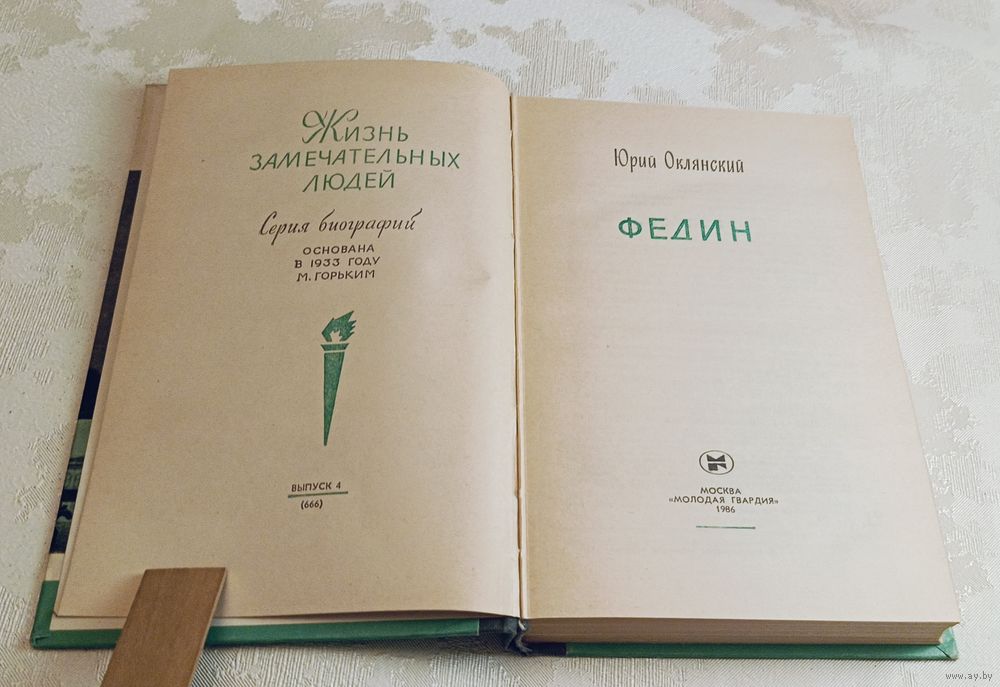 Жизнь
ЗАМЕЧАТЕЛЬНЫХ
ЛЮДЕЙ
Серия биографий
ОСНОВАНА
В 1933 ГОДУ
М. ГОРЬКИМ
ВЫПУСК 4
(666)
Юрий Оклянский
ФЕДИН
МОСКВА
«МОЛОДАЯ ГВАРДИЯ»
1986
www.ay.by